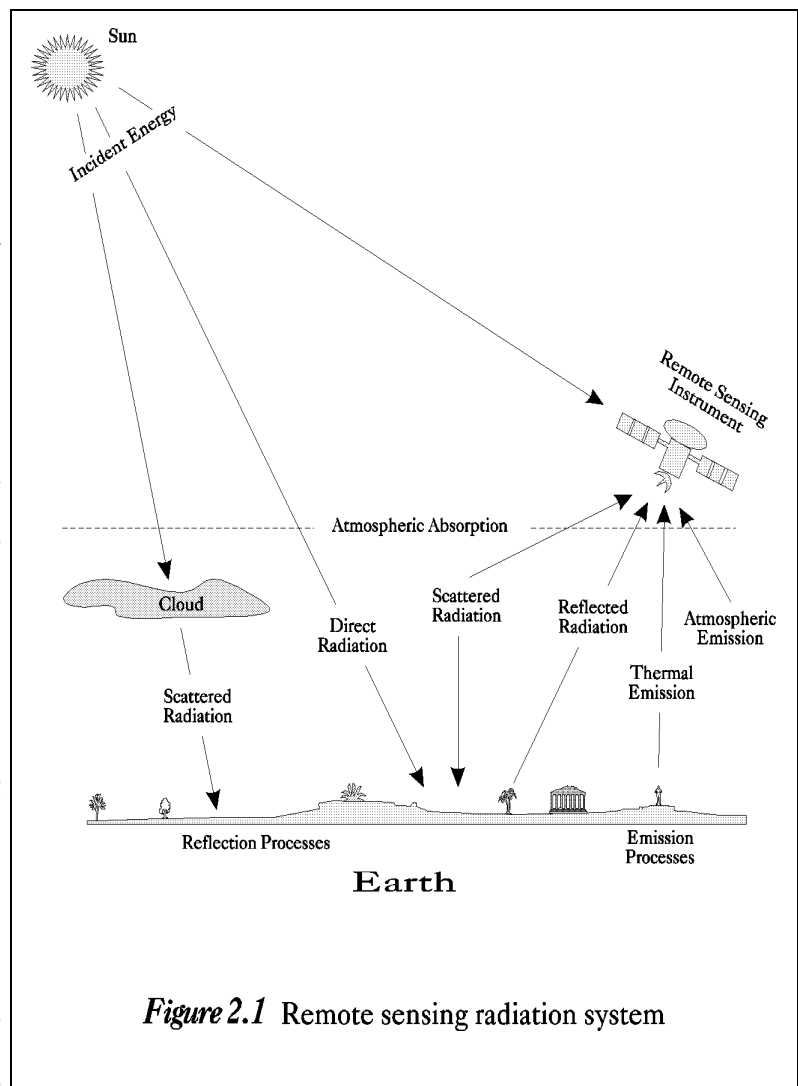 Sun
Incident Energy
Remote Sensing
Instrument
Atmospheric Absorption
Cloud
Scattered
Radiation
Reflected
Radiation
Atmospheric
Emission
Direct
Radiation
Thermal
Emission
Scattered
Radiation
Reflection Processes
Emission
Processes
Earth
Figure 2.1 Remote sensing radiation system